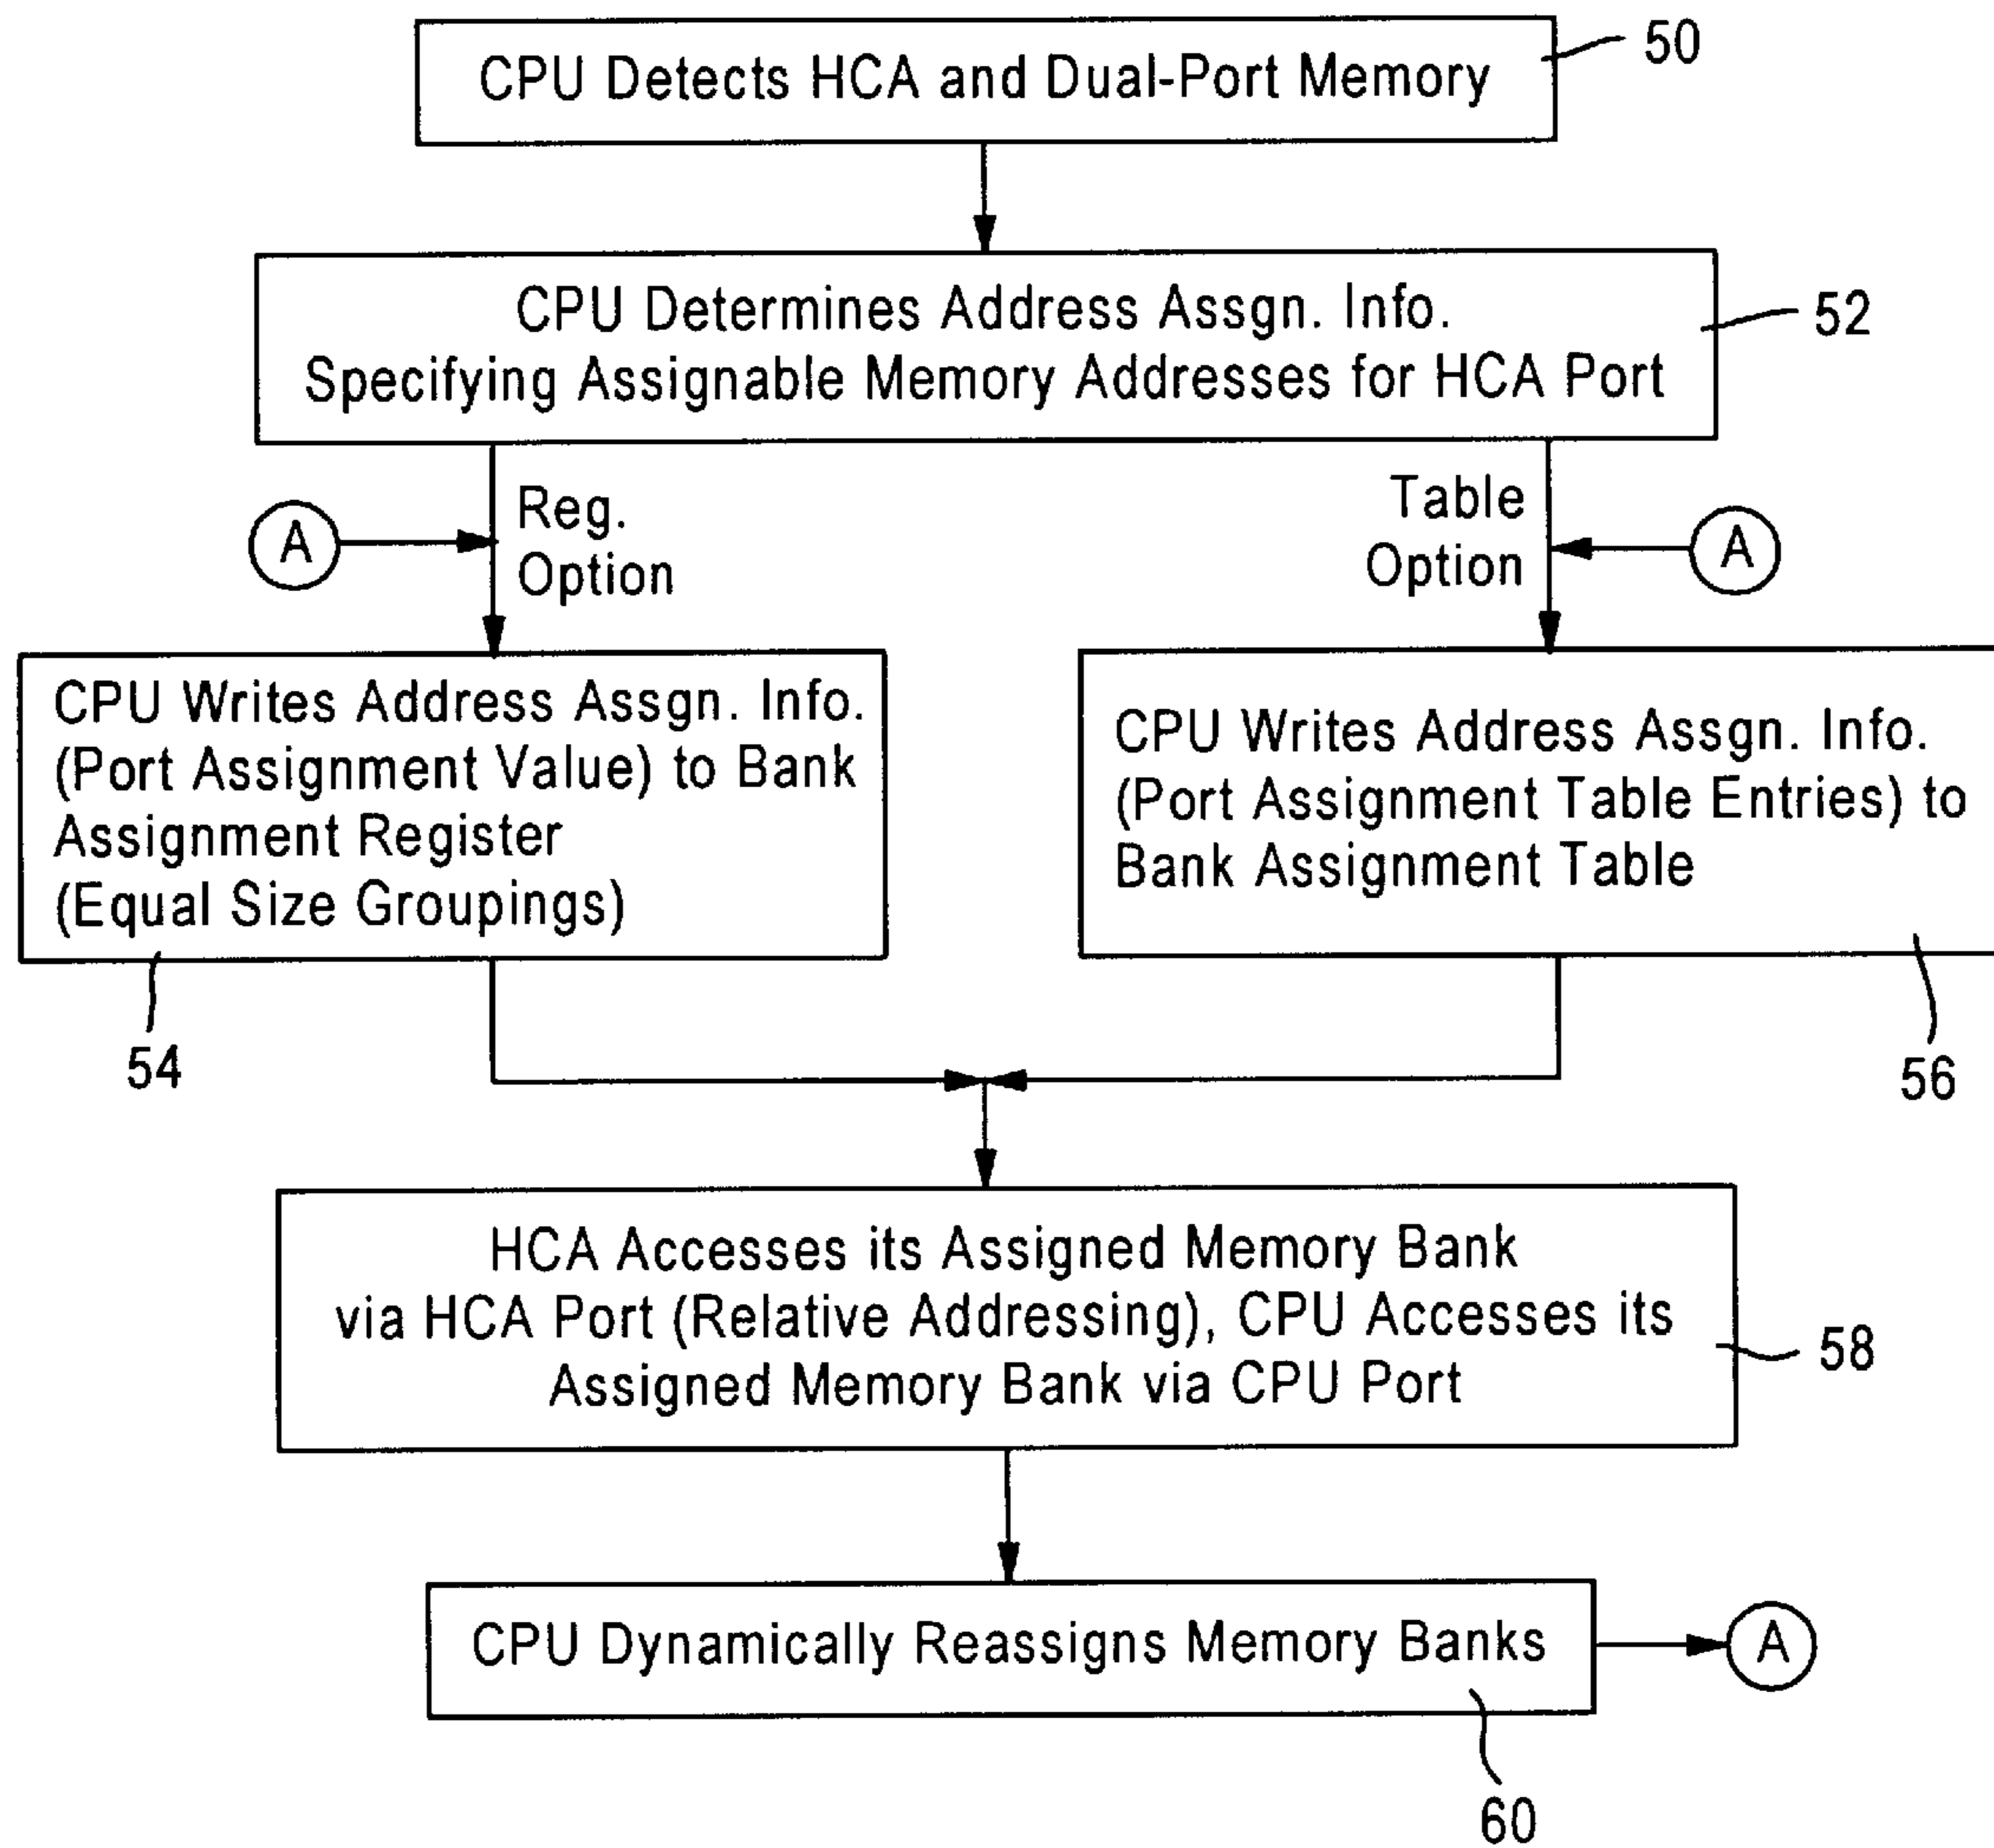 CPU Detects HCA and Dual-Port Memory
50
CPU Determines Address Assgn. Info.
Specifying Assignable Memory Addresses for HCA Port
52
A
Reg.
Option
Table
Option
A
CPU Writes Address Assgn. Info.
(Port Assignment Value) to Bank
Assignment Register
(Equal Size Groupings)
54
CPU Writes Address Assgn. Info.
(Port Assignment Table Entries) to
Bank Assignment Table
56
HCA Accesses its Assigned Memory Bank
via HCA Port (Relative Addressing), CPU Accesses its
Assigned Memory Bank via CPU Port
58
CPU Dynamically Reassigns Memory Banks
A
60